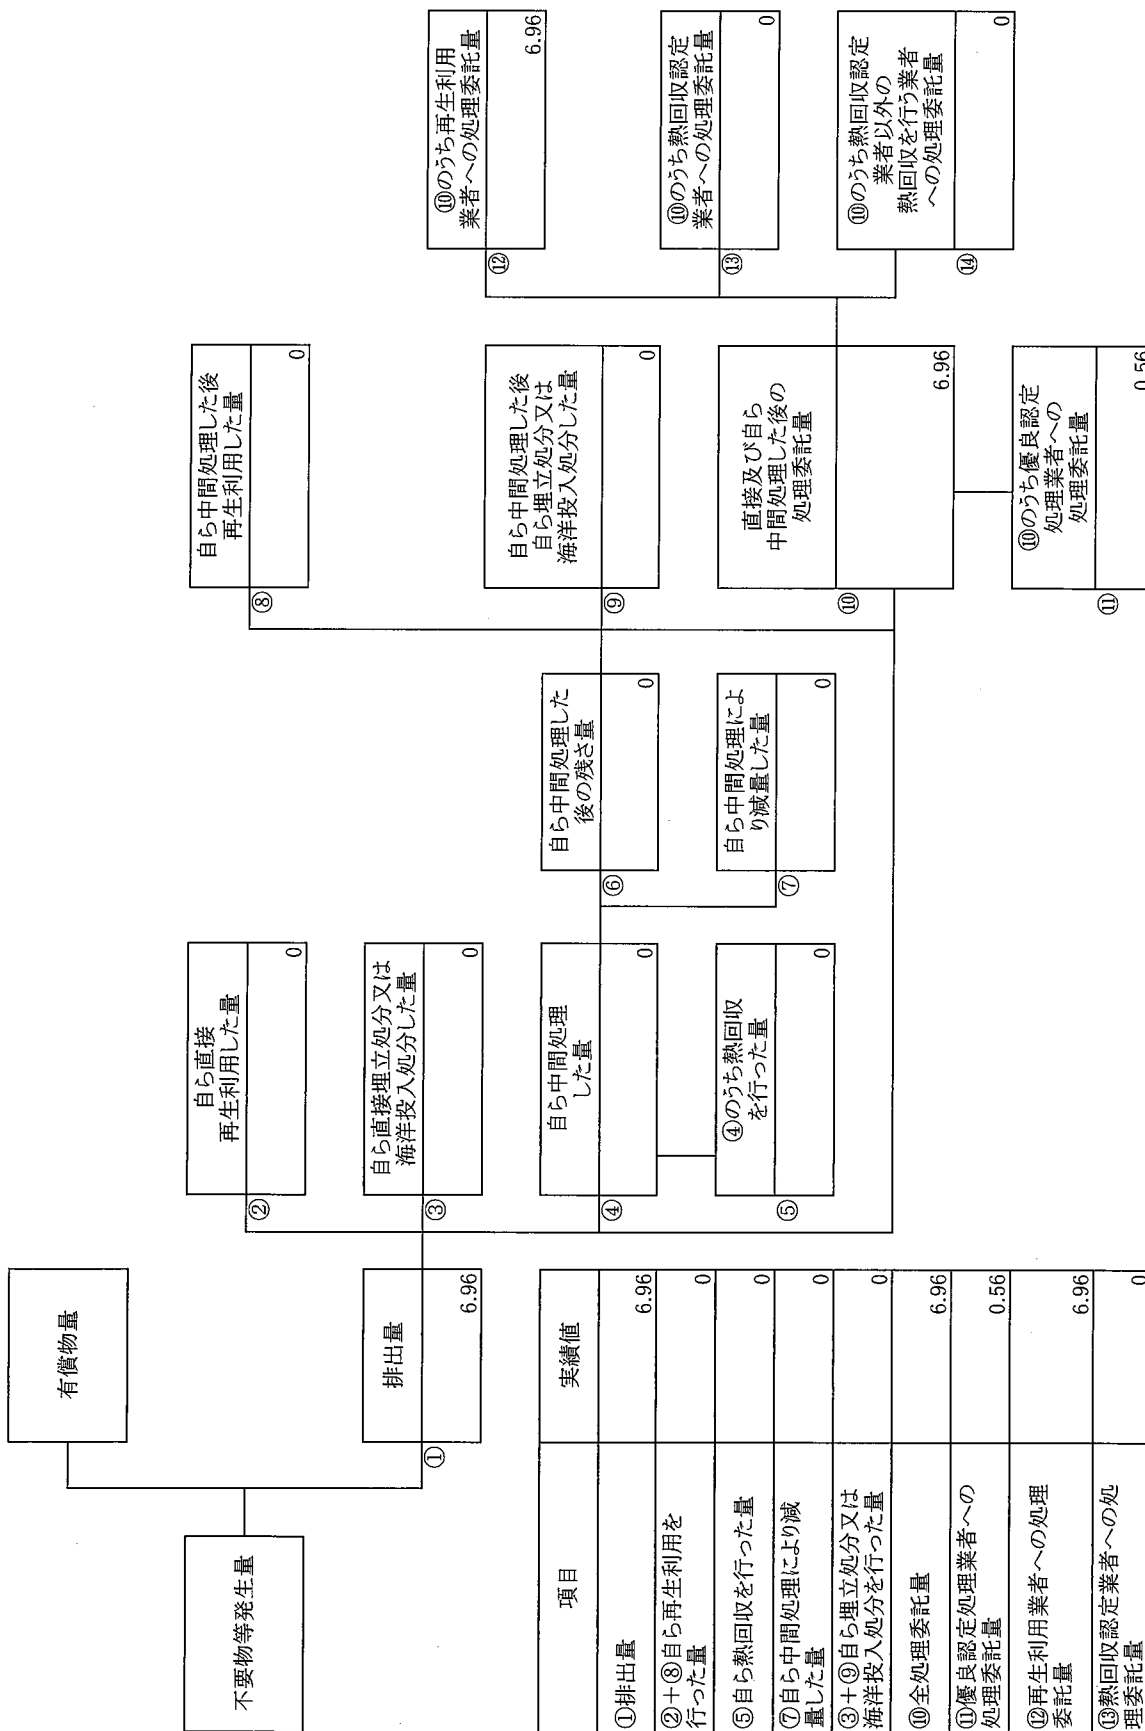 有償物量
不要物等発生量
排出量
①
6.96
自ら直接
再生利用した量
②
0
自ら直接埋立処分又は
海洋投入処分した量
③
0
自ら中間処理
した量
④
0
④のうち熱回収
を行った量
⑤
0
自ら中間処理した
後の残さ量
⑥
0
自ら中間処理によ
り減量した量
⑦
0
自ら中間処理した後
再生利用した量
⑧
0
自ら中間処理した後
自ら埋立処分又は
海洋投入処分した量
⑨
0
直接及び自ら
中間処理した後の
処理委託量
⑩
6.96
⑩のうち優良認定
処理業者への
処理委託量
⑪
0.56
⑩のうち再生利用
業者への処理委託量
⑫
6.96
⑩のうち熱回収認定
業者への処理委託量
⑬
0
⑩のうち熱回収認定
業者以外の
熱回収を行う業者
への処理委託量
⑭
0
項目 実績値
①排出量 6.96
②+⑧自ら再生利用を
行った量 0
⑤自ら熱回収を行った量 0
⑦自ら中間処理により減
量した量 0
③+⑨自ら埋立処分又は
海洋投入処分を行った量 0
⑩全処理委託量 6.96
⑪優良認定処理業者への
処理委託量 0.56
⑫再生利用業者への処理
委託量 6.96
⑬熱回収認定業者への処
理委託量 0